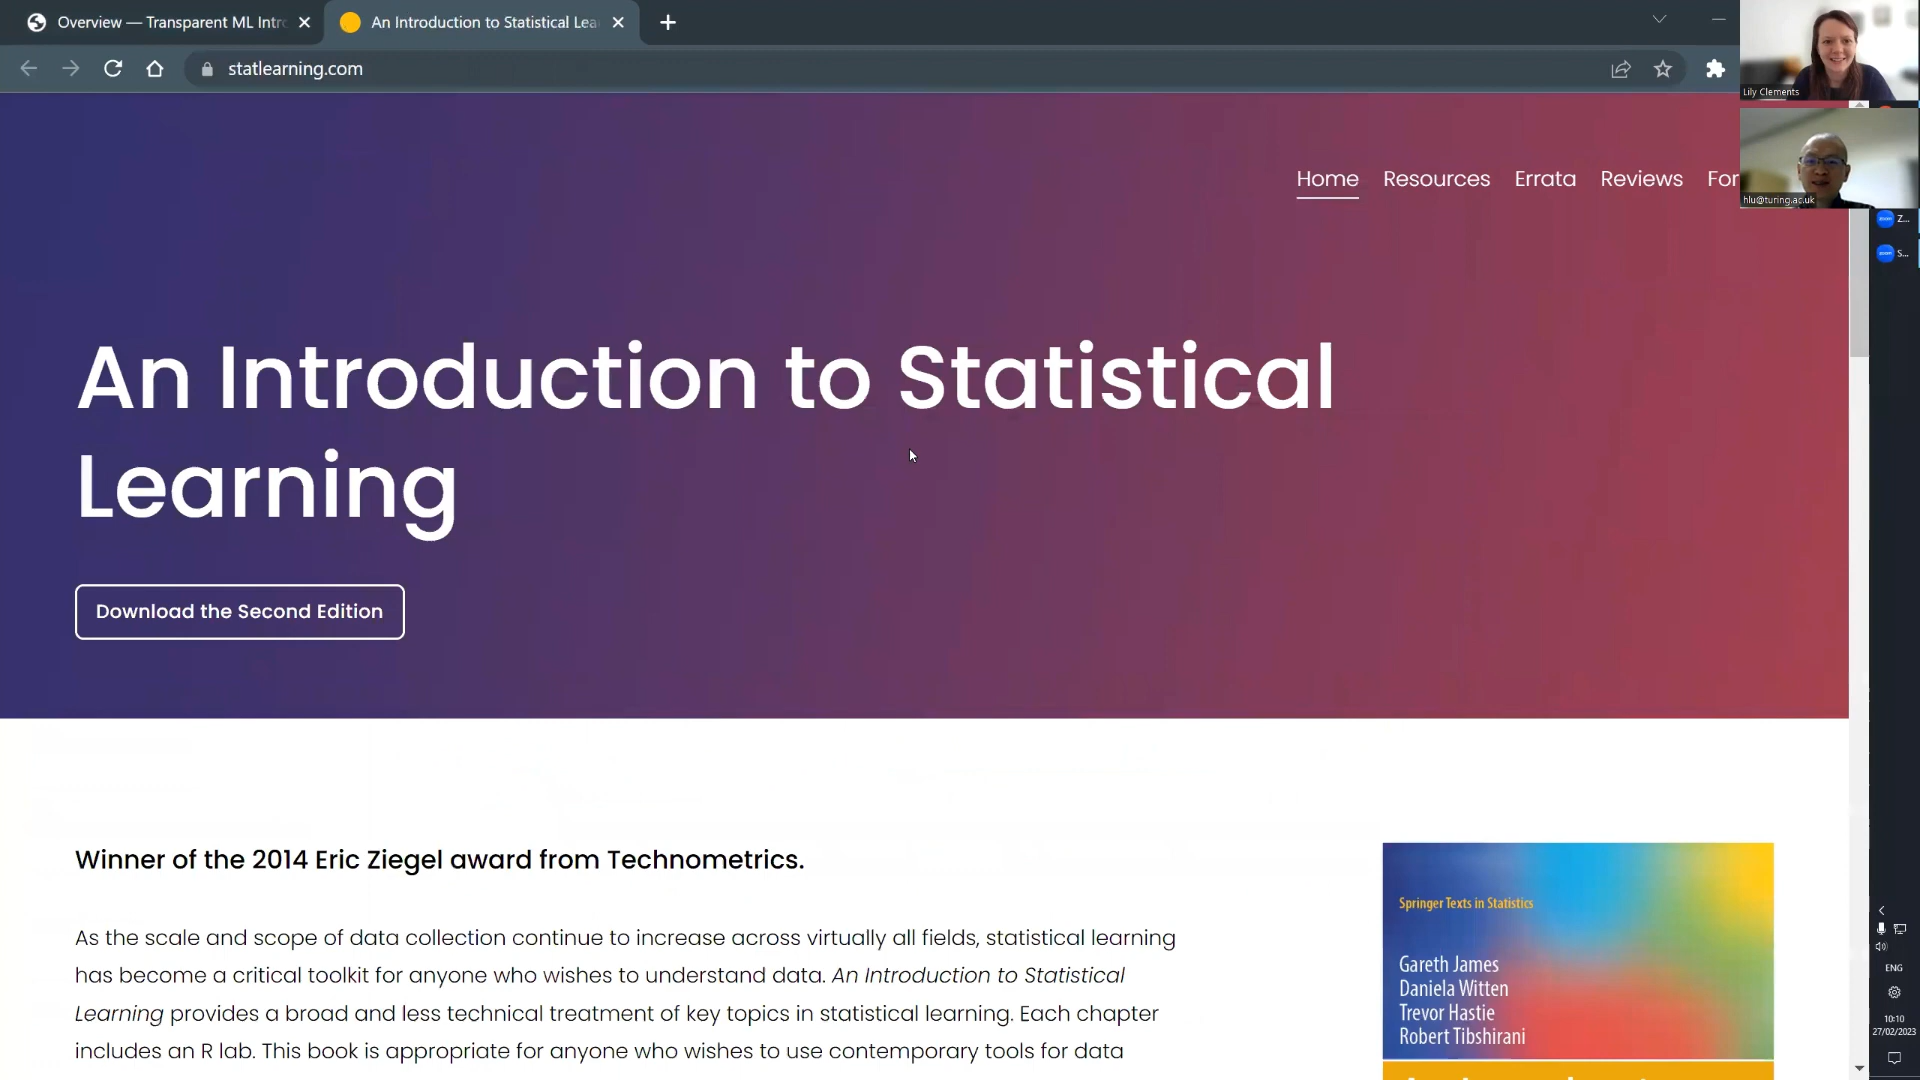 Overview — Transparent ML Intro
An Introduction to Statistical Lea
statlearning.com
Lily Clements
hlu@turing.ac.uk
Home Resources Errata Reviews For
Z...
S...
An Introduction to Statistical
Learning
Download the Second Edition
Winner of the 2014 Eric Ziegel award from Technometrics.
As the scale and scope of data collection continue to increase across virtually all fields, statistical learning
has become a critical toolkit for anyone who wishes to understand data. An Introduction to Statistical
Learning provides a broad and less technical treatment of key topics in statistical learning. Each chapter
includes an R lab. This book is appropriate for anyone who wishes to use contemporary tools for data
Springer Texts in Statistics
Gareth James
Daniela Witten
Trevor Hastie
Robert Tibshirani
ENG
10:10
27/02/2023